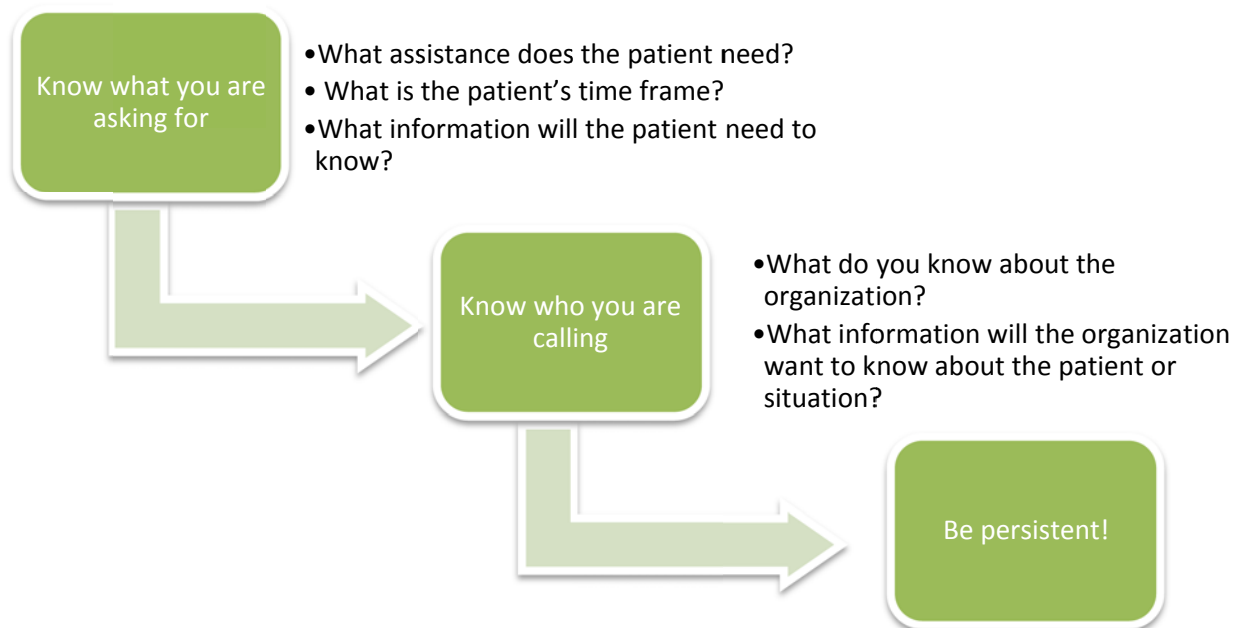 Know what you are
asking for
•What assistance does the patient need?
• What is the patient’s time frame?
•What information will the patient need to
know?
Know who you are
calling
•What do you know about the
organization?
•What information will the organization
want to know about the patient or
situation?
Be persistent!